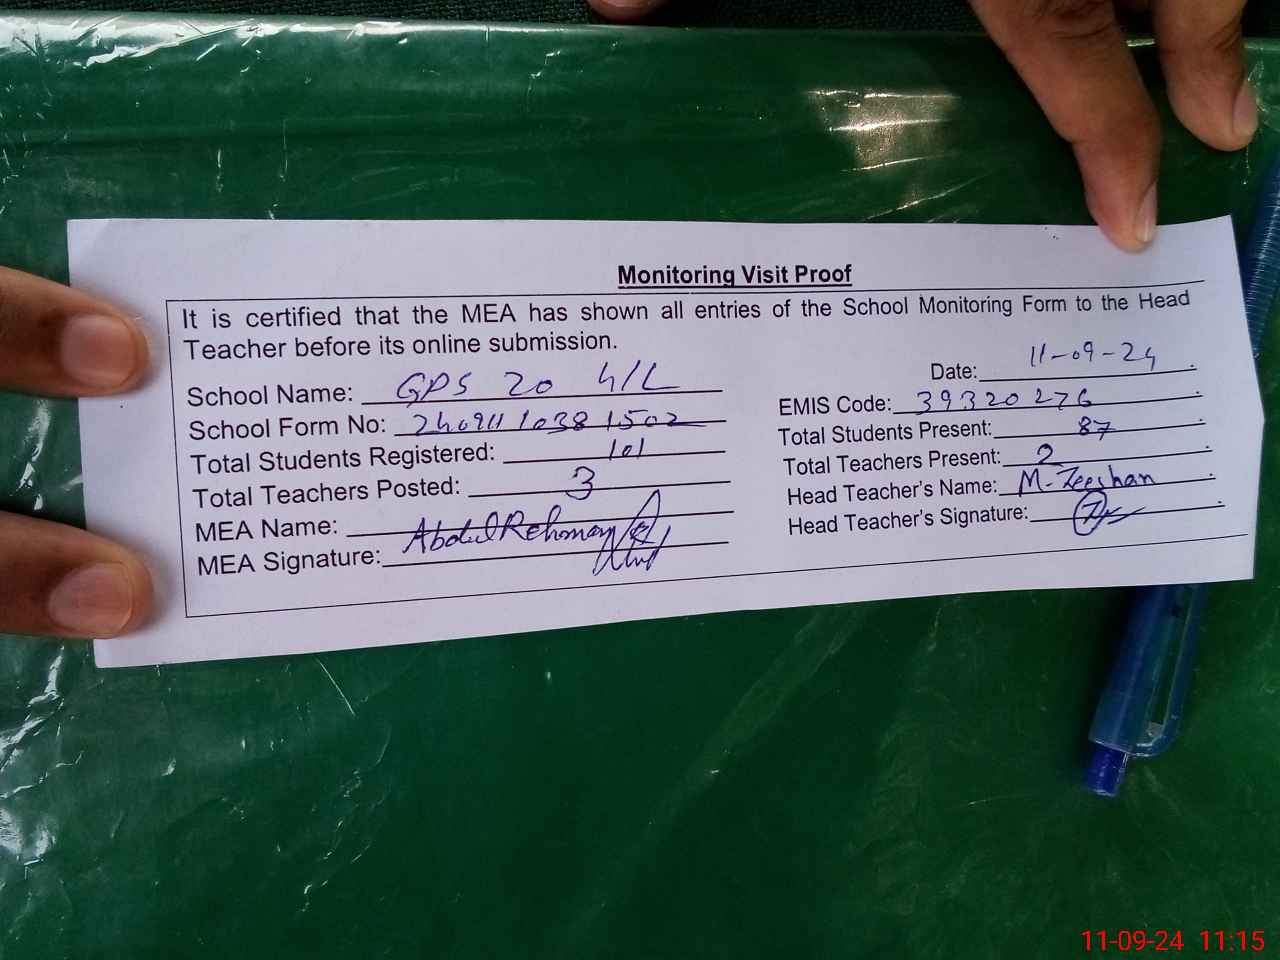 Monitoring Visit Proof
It is certified that the MEA has shown all entries of the School Monitoring Form to the Head
Teacher before its online submission.
School Name: GPS 20 4/L
Date: 11-09-24
School Form No: 2409111038 1502
EMIS Code: 39320276
Total Students Registered: 101
Total Students Present: 87
Total Teachers Posted: 3
Total Teachers Present: 2
MEA Name: Abdul Rehman
Head Teacher's Name: M. Zeeshan
MEA Signature:
Head Teacher's Signature:
11-09-24 11:15